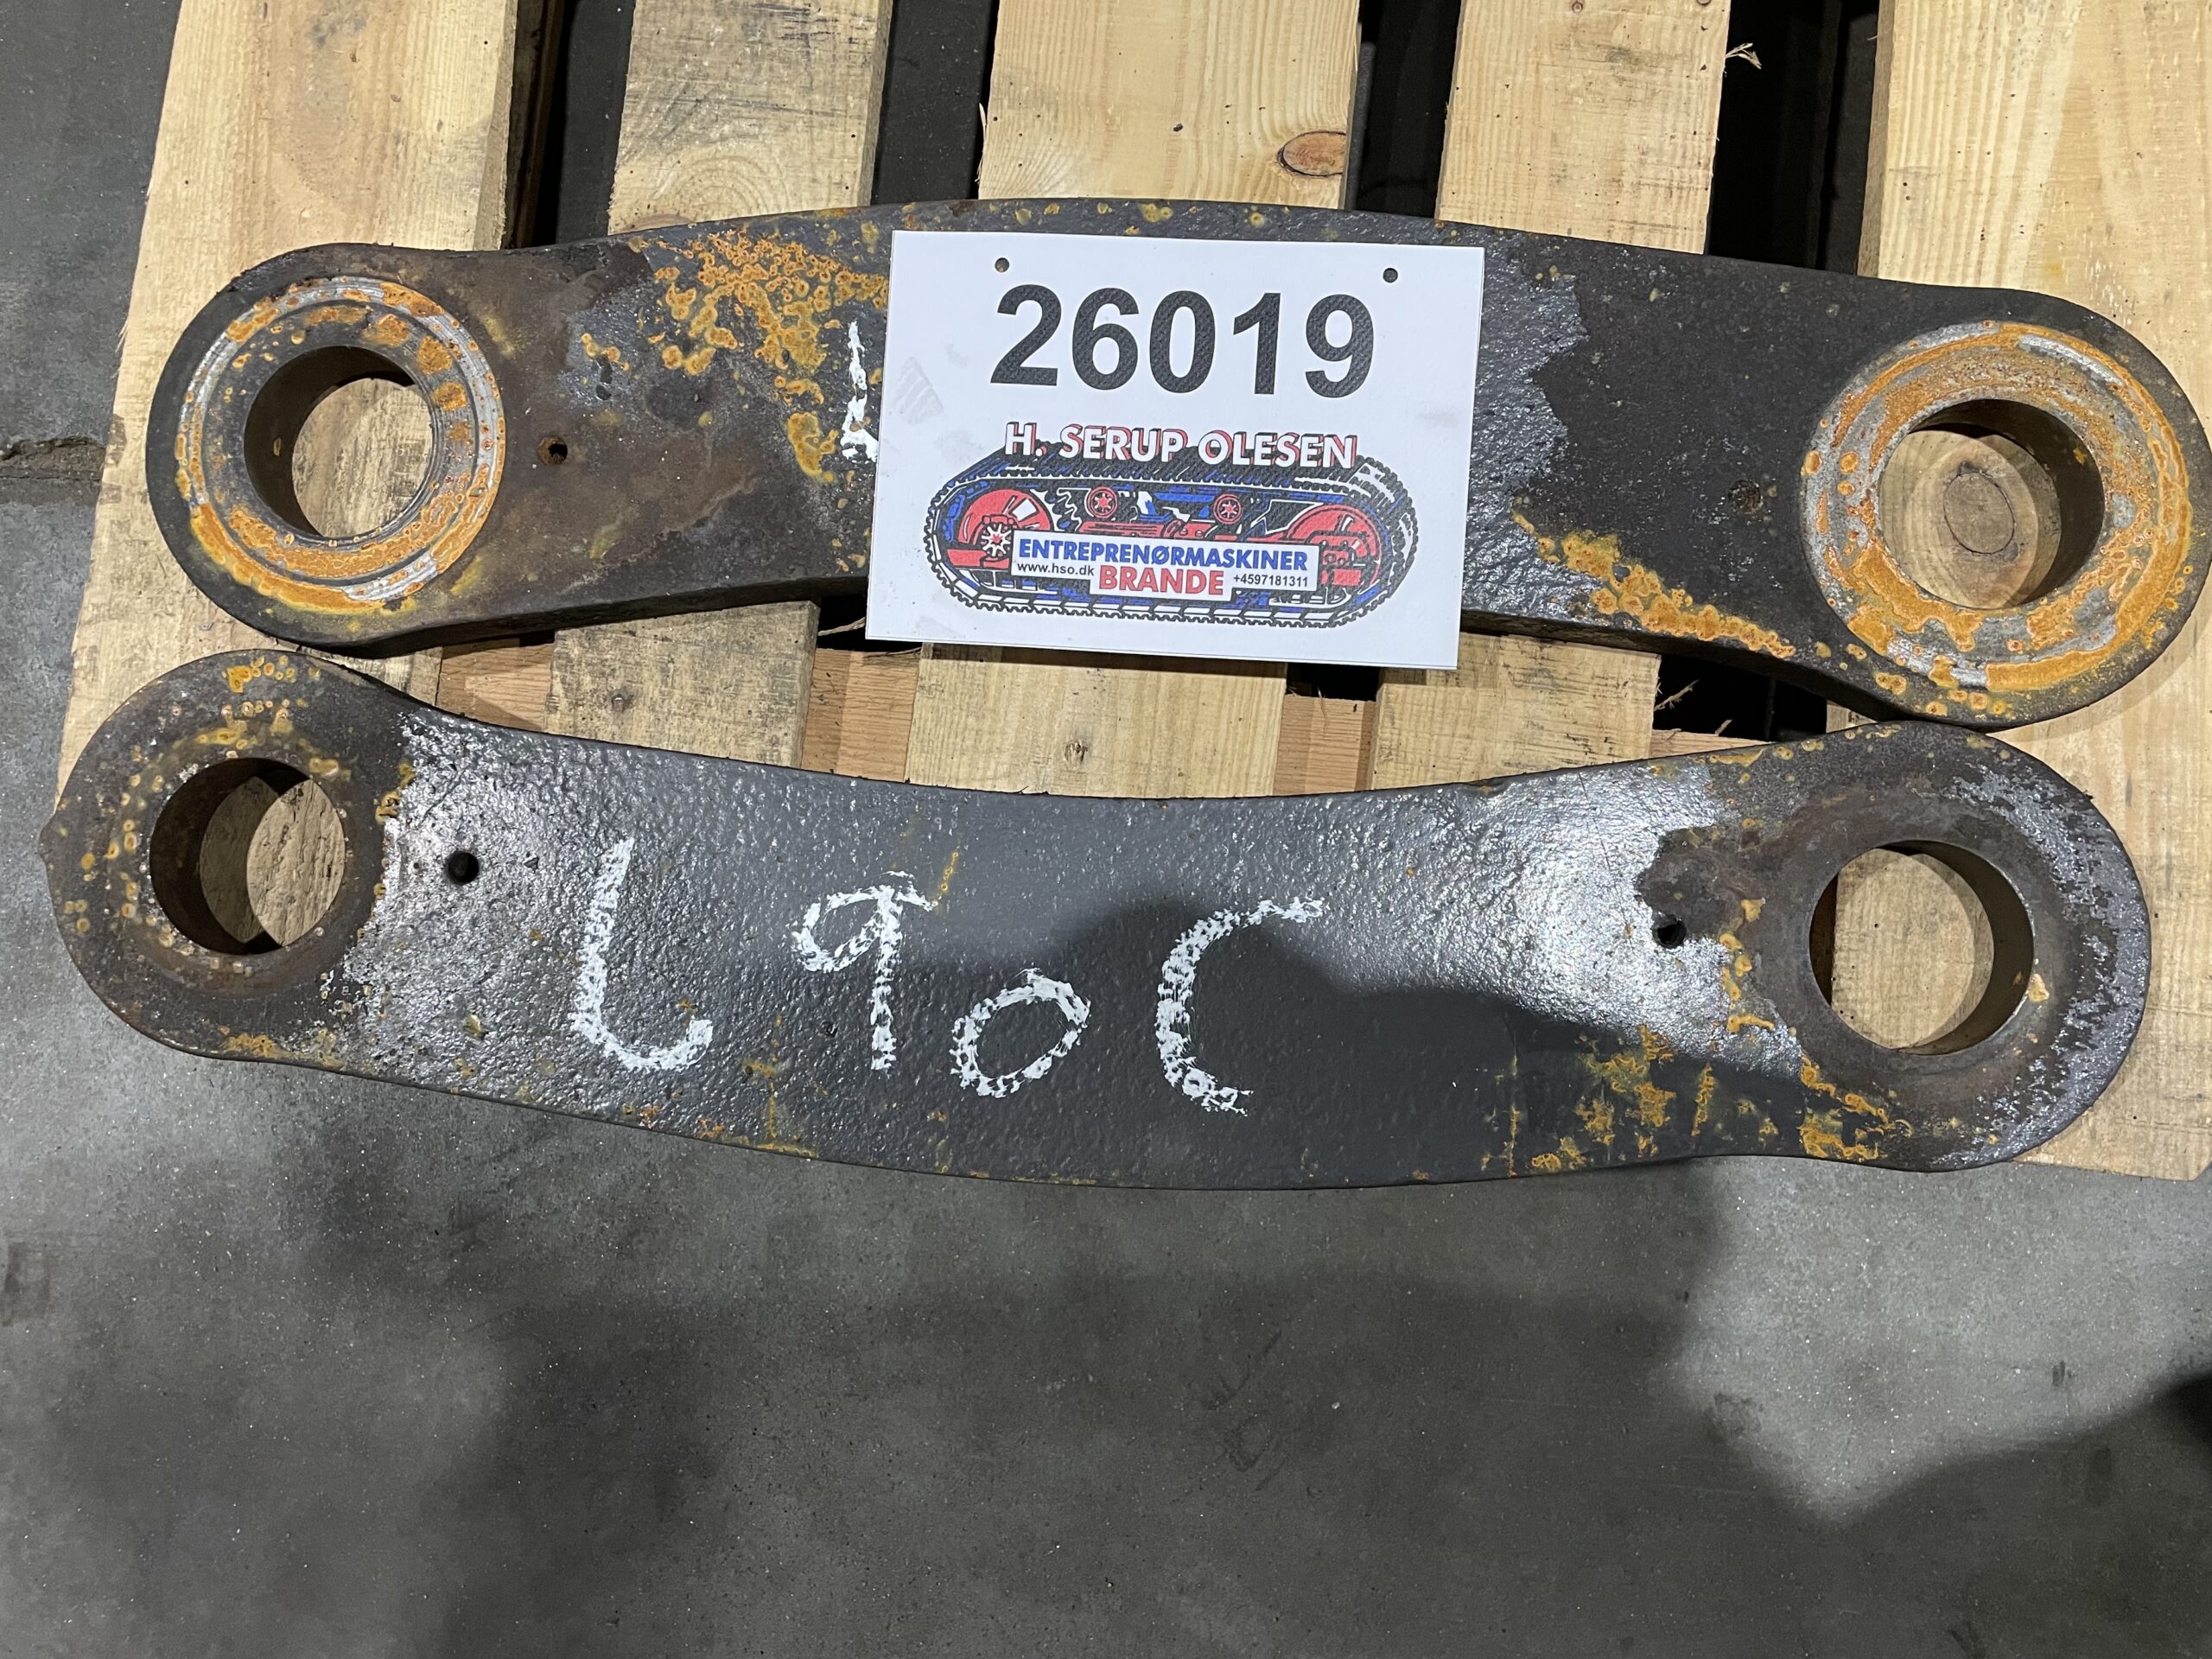 26019
H. SERUP OLESEN
ENTREPRENØRMASKINER
www.hso.dk BRANDE +4597181311
L
L90C